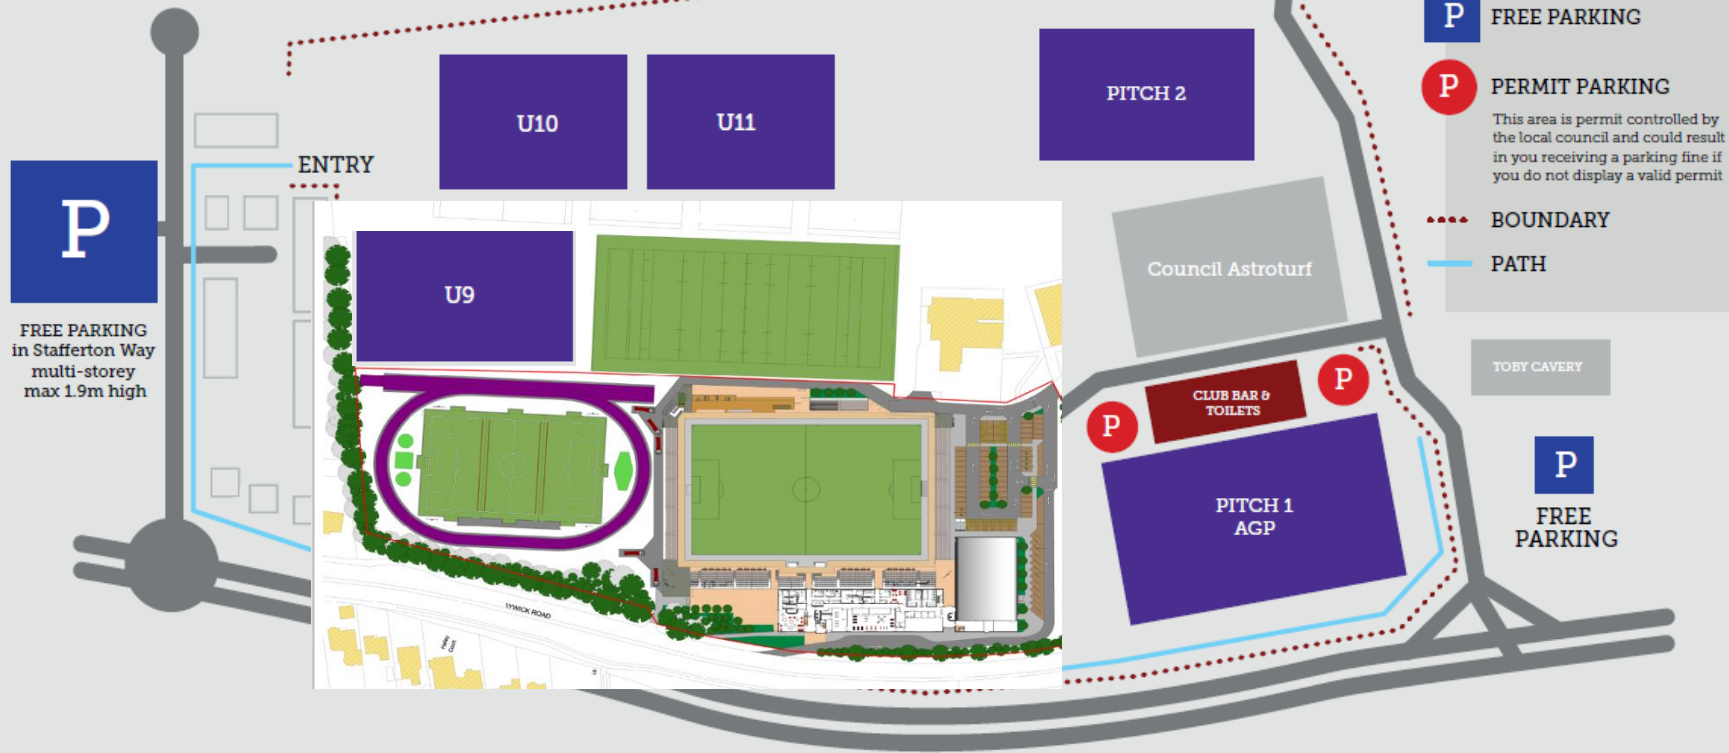 P
FREE PARKING
P
PERMIT PARKING
This area is permit controlled by
the local council and could result
in you receiving a parking fine if
you do not display a valid permit
BOUNDARY
PATH
U10
U11
PITCH 2
ENTRY
P
FREE PARKING
in Stafferton Way
multi-storey
max 1.9m high
U9
Council Astroturf
TOBY CAVERY
CLUB BAR &
TOILETS
P
P
PITCH 1
AGP
P
FREE
PARKING
YWICK ROAD
Court